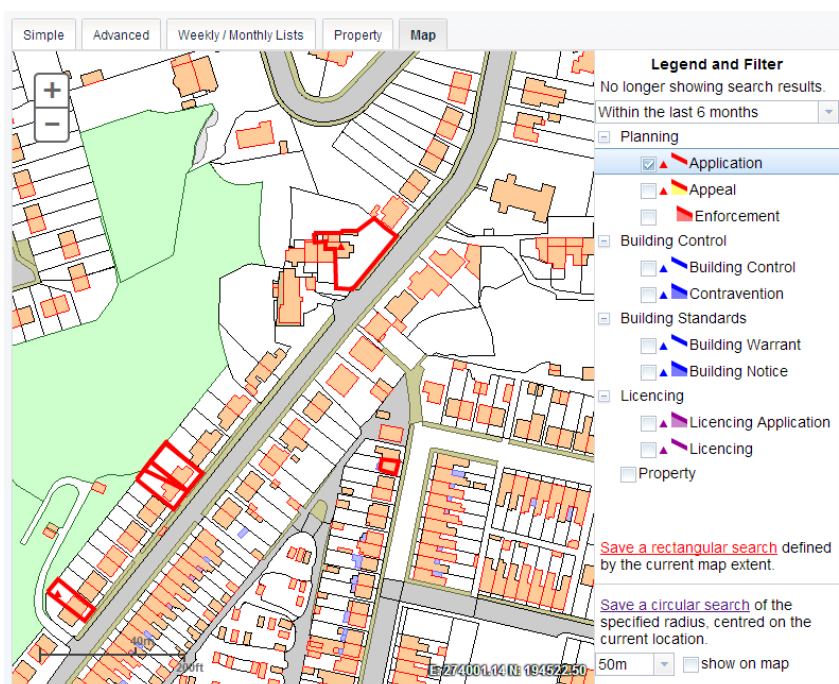 Simple
Advanced
Weekly / Monthly Lists
Property
Map
+
−
Legend and Filter
No longer showing search results.
Within the last 6 months
Planning
Application
Appeal
Enforcement
Building Control
Building Control
Contravention
Building Standards
Building Warrant
Building Notice
Licencing
Licencing Application
Licencing
Property
Save a rectangular search defined
by the current map extent.
Save a circular search of the
specified radius, centred on the
current location.
50m
show on map
40m
200ft
E: 274001.14 N: 194522.50